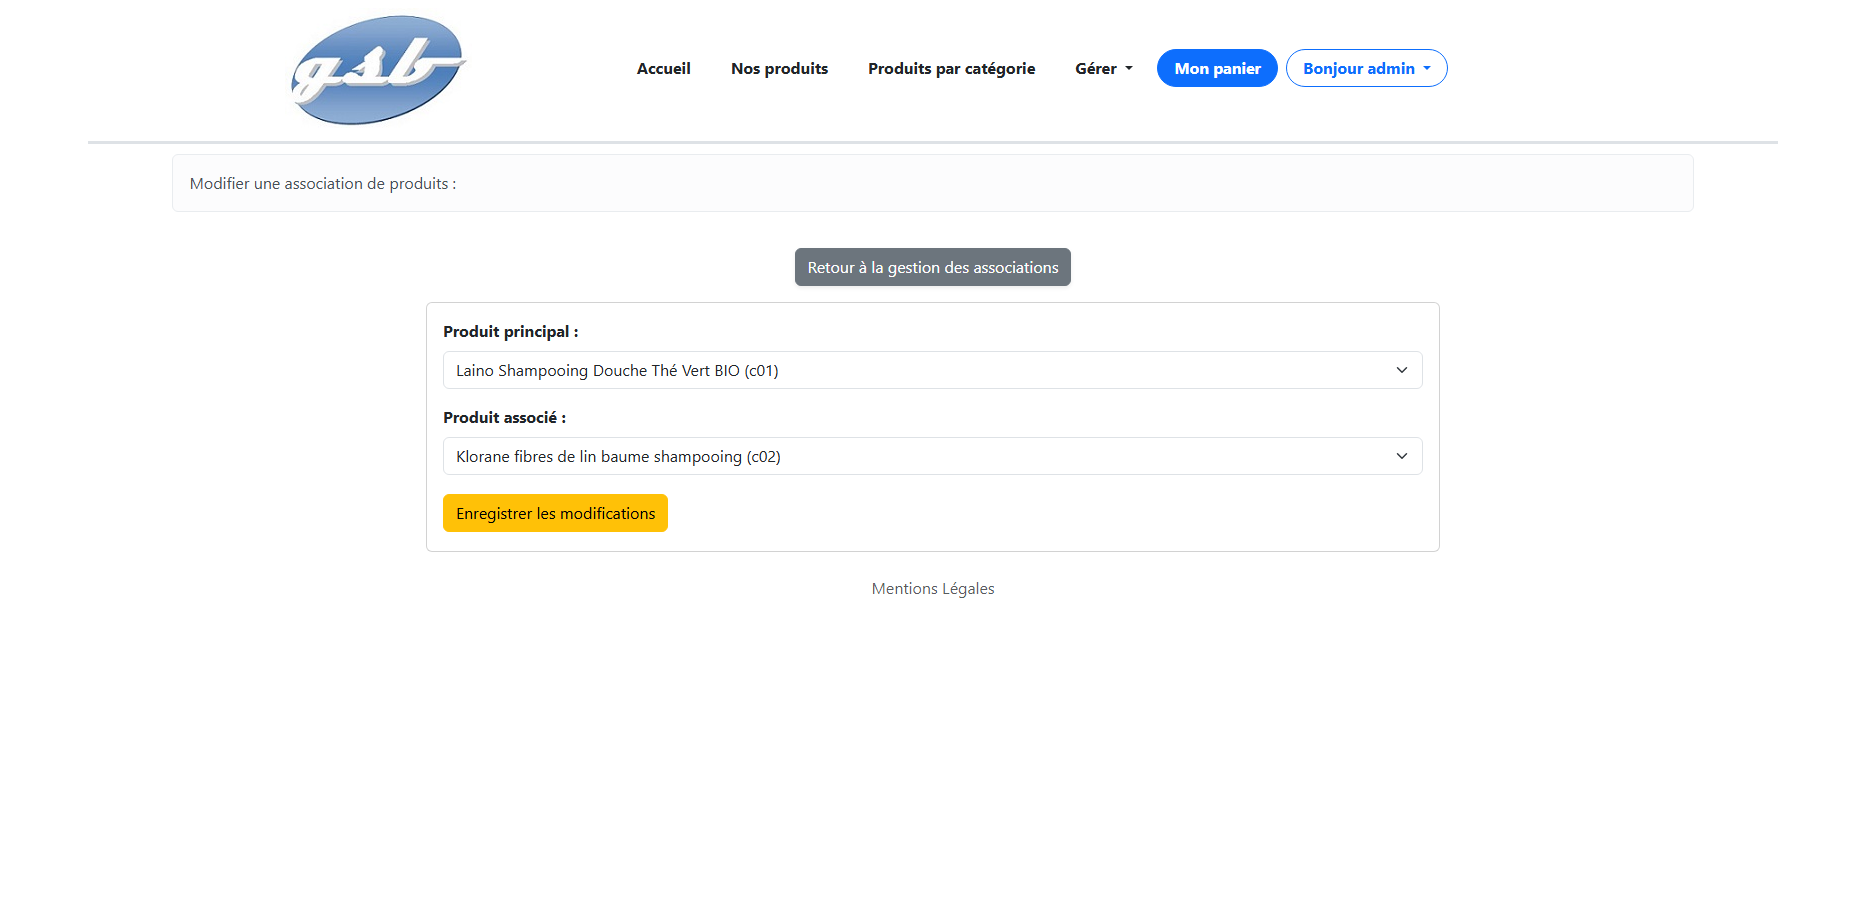 gsb
Accueil Nos produits Produits par catégorie Gérer Mon panier Bonjour admin
Modifier une association de produits :
Retour à la gestion des associations
Produit principal :
Laino Shampooing Douche Thé Vert BIO (c01)
Produit associé :
Klorane fibres de lin baume shampooing (c02)
Enregistrer les modifications
Mentions Légales